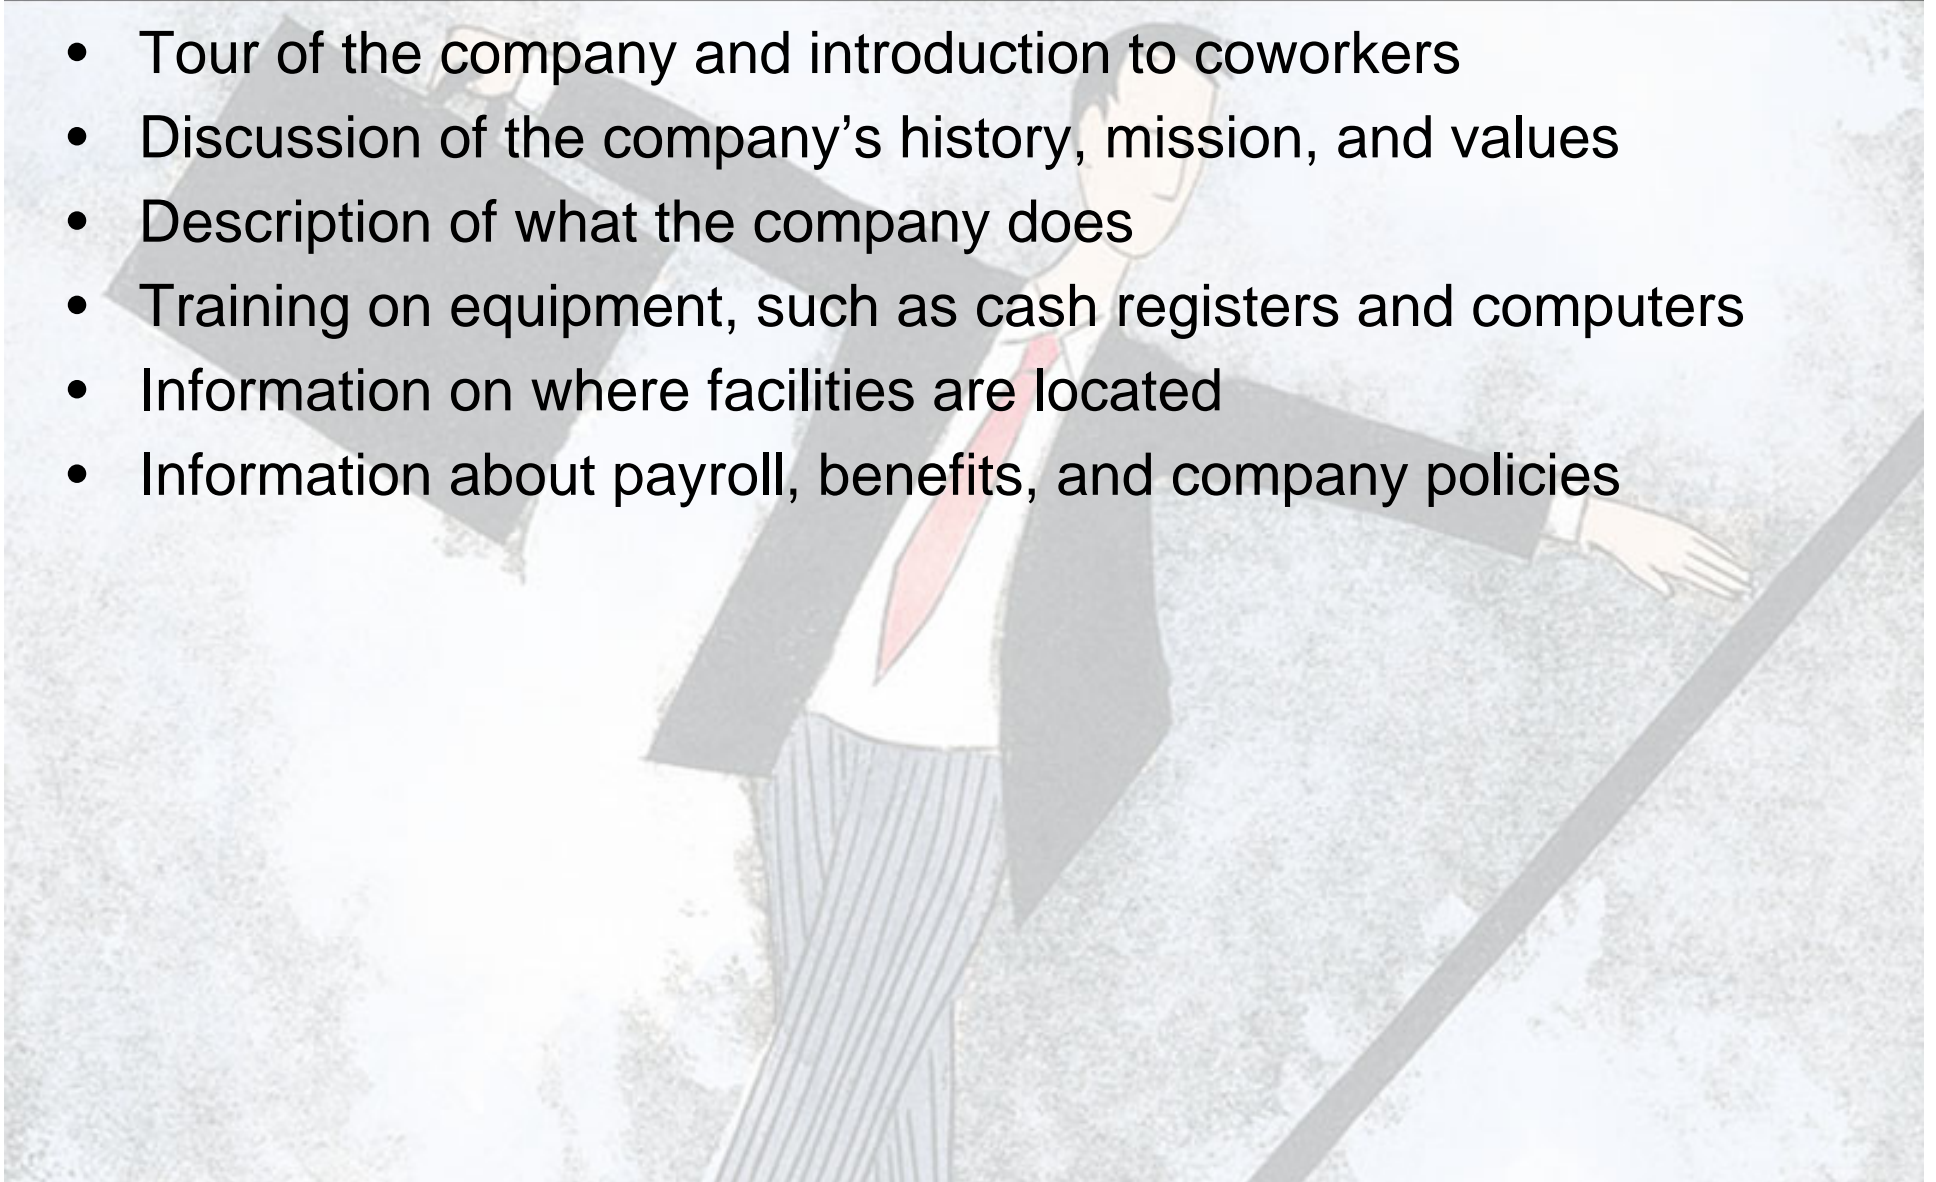 • Tour of the company and introduction to coworkers
• Discussion of the company’s history, mission, and values
• Description of what the company does
• Training on equipment, such as cash registers and computers
• Information on where facilities are located
• Information about payroll, benefits, and company policies